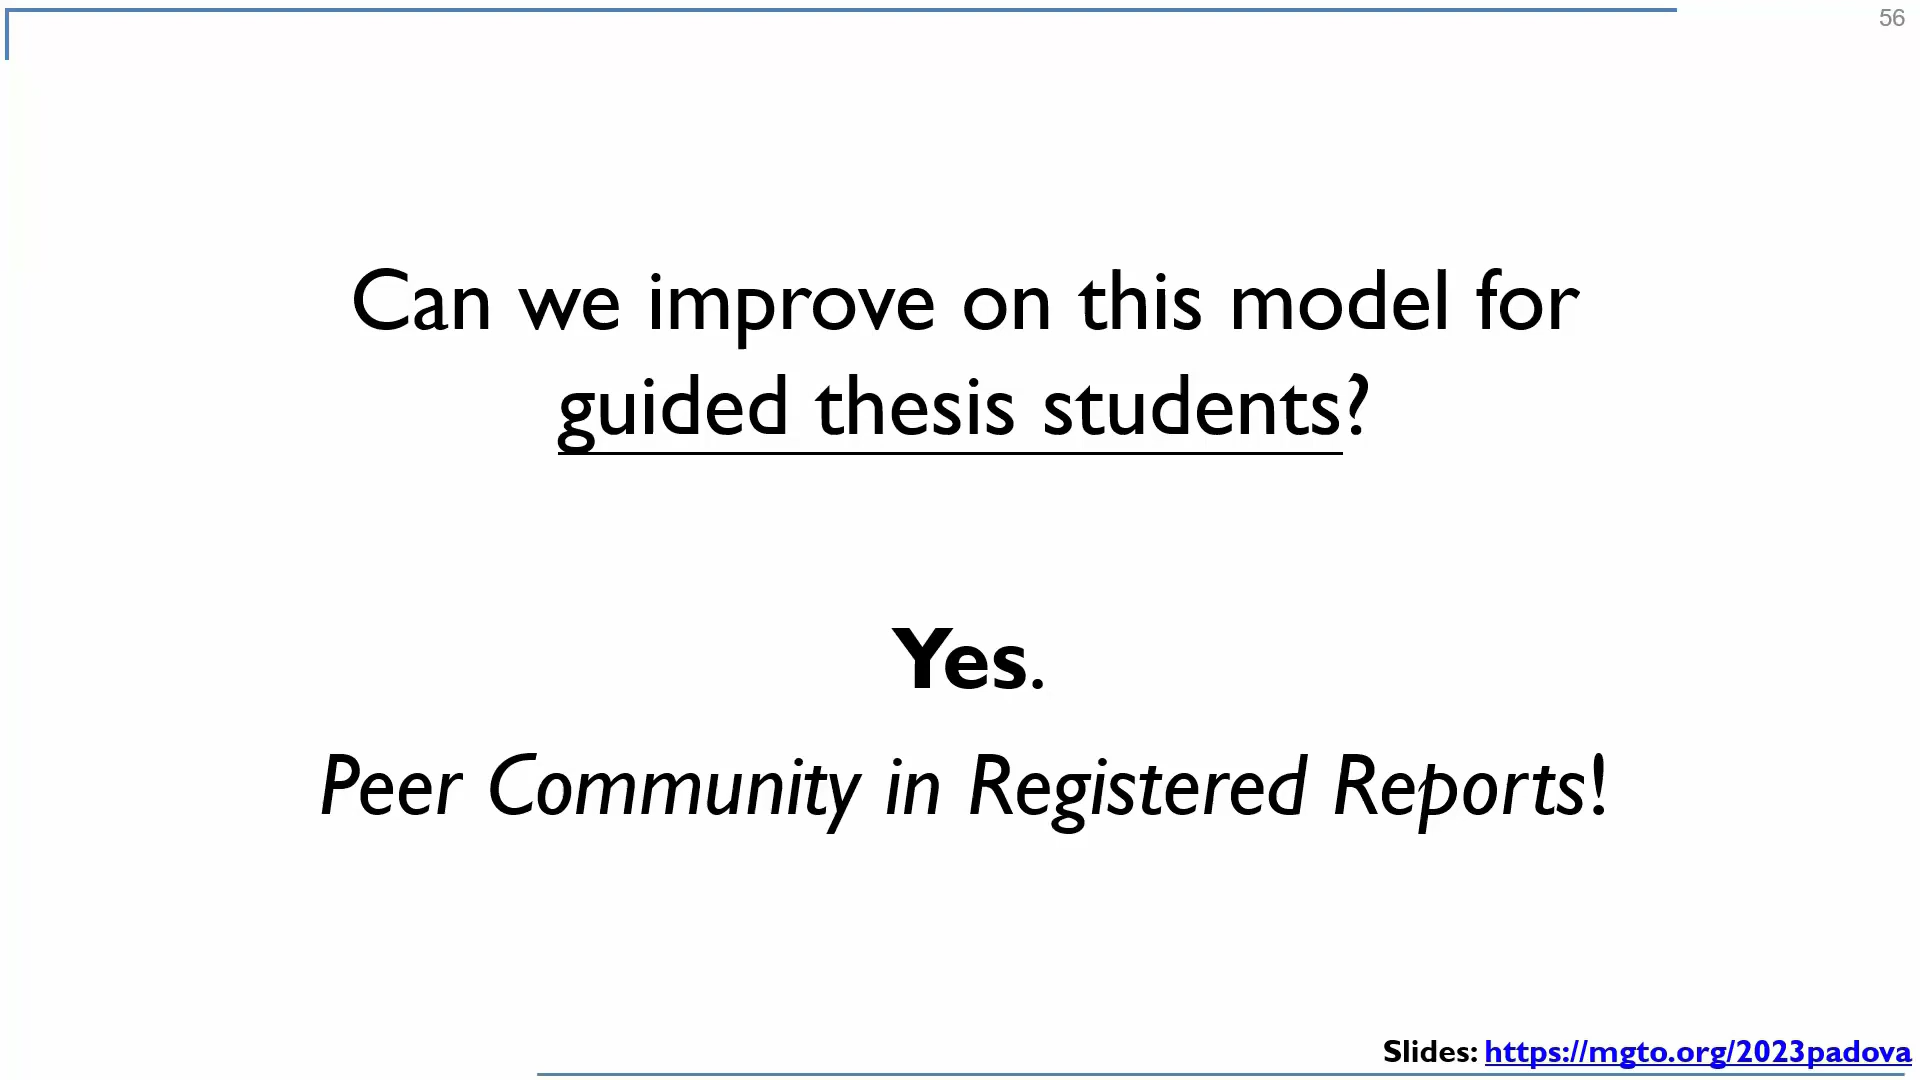 56
Can we improve on this model for
guided thesis students?
Yes.
Peer Community in Registered Reports!
Slides: https://mgto.org/2023padova